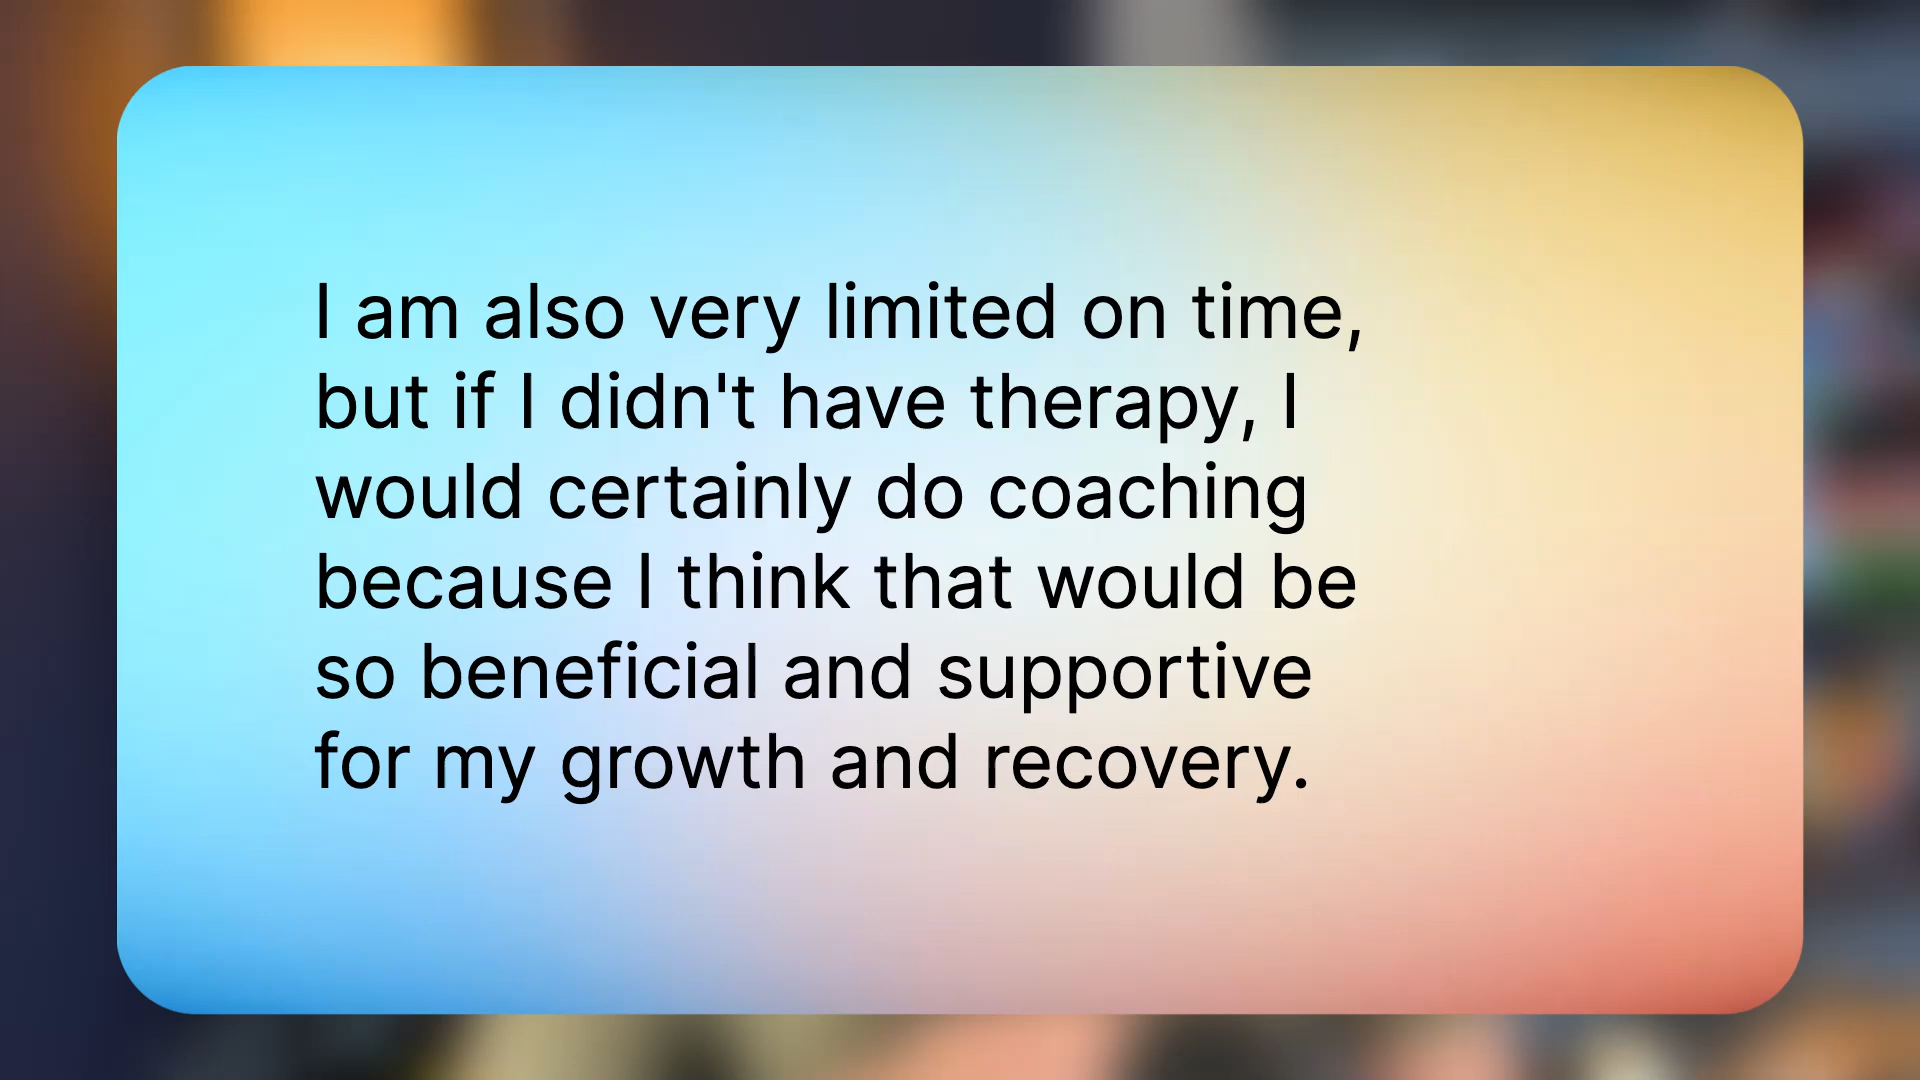 I am also very limited on time,
but if I didn't have therapy, I
would certainly do coaching
because I think that would be
so beneficial and supportive
for my growth and recovery.